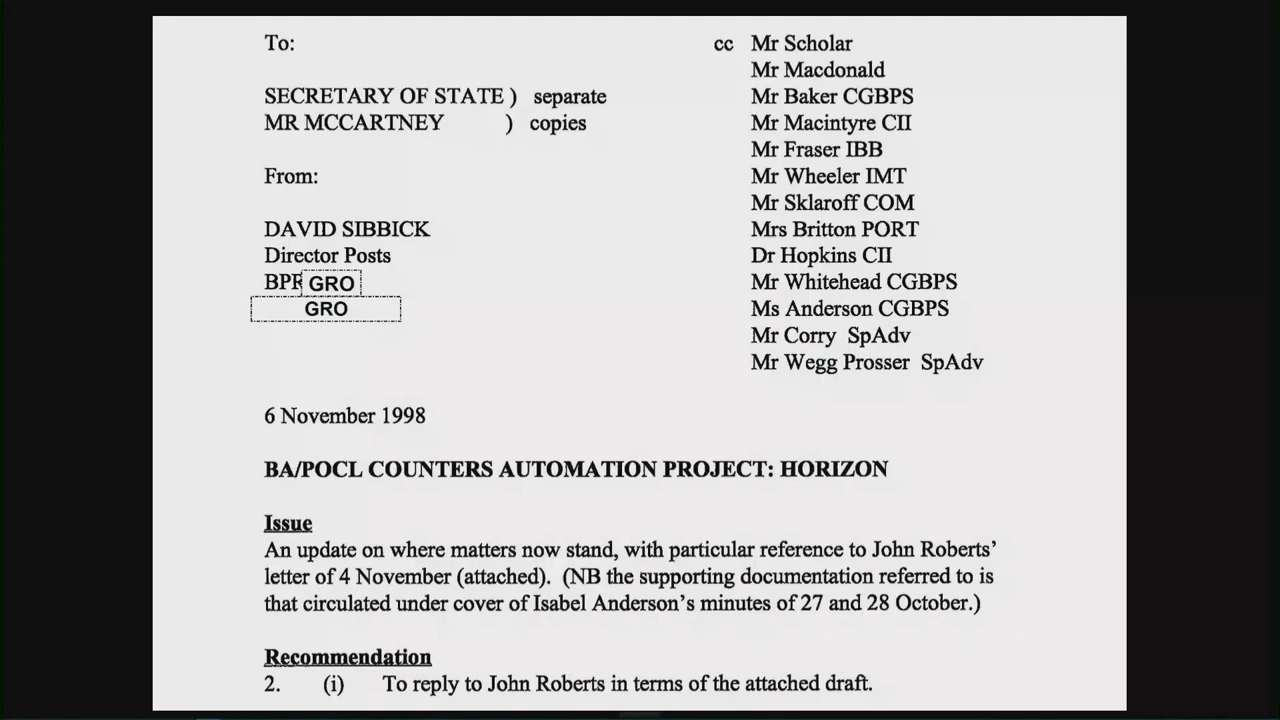 To:
SECRETARY OF STATE ) separate
MR MCCARTNEY ) copies
From:
DAVID SIBBICK
Director Posts
BPR GRO
GRO
cc Mr Scholar
Mr Macdonald
Mr Baker CGBPS
Mr Macintyre CII
Mr Fraser IBB
Mr Wheeler IMT
Mr Sklaroff COM
Mrs Britton PORT
Dr Hopkins CII
Mr Whitehead CGBPS
Ms Anderson CGBPS
Mr Corry SpAdv
Mr Wegg Prosser SpAdv
6 November 1998
BA/POCL COUNTERS AUTOMATION PROJECT: HORIZON
Issue
An update on where matters now stand, with particular reference to John Roberts’
letter of 4 November (attached). (NB the supporting documentation referred to is
that circulated under cover of Isabel Anderson’s minutes of 27 and 28 October.)
Recommendation
2. (i) To reply to John Roberts in terms of the attached draft.